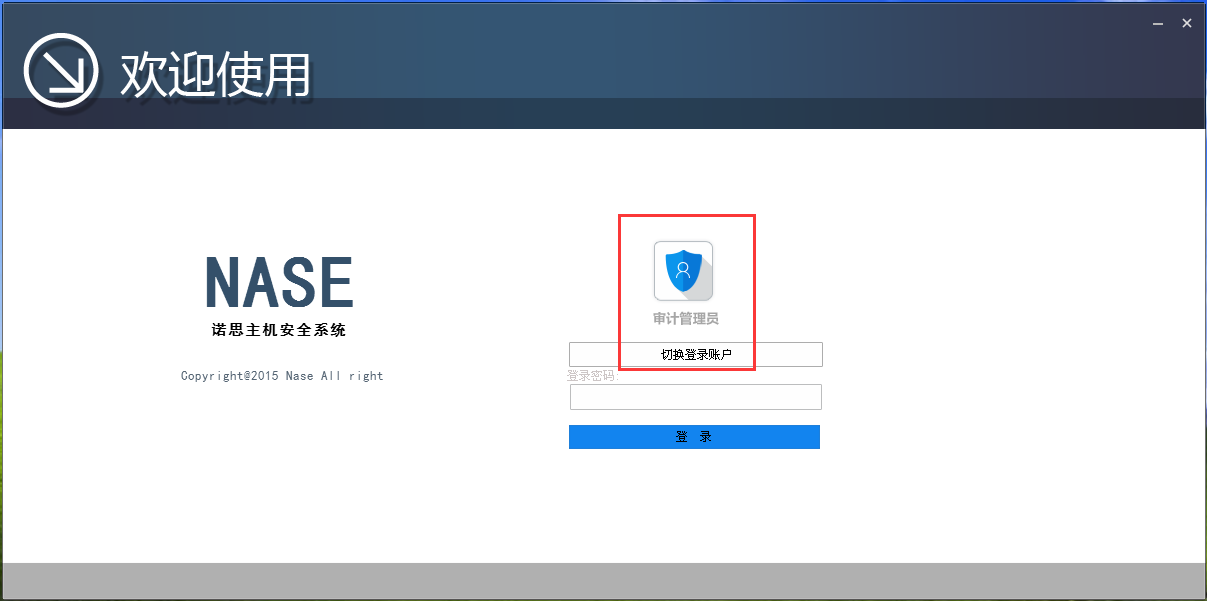 欢迎使用
NASE
诺思主机安全系统
Copyright@2015 Nase All right
审计管理员
切换登录账户
登录密码:
登 录